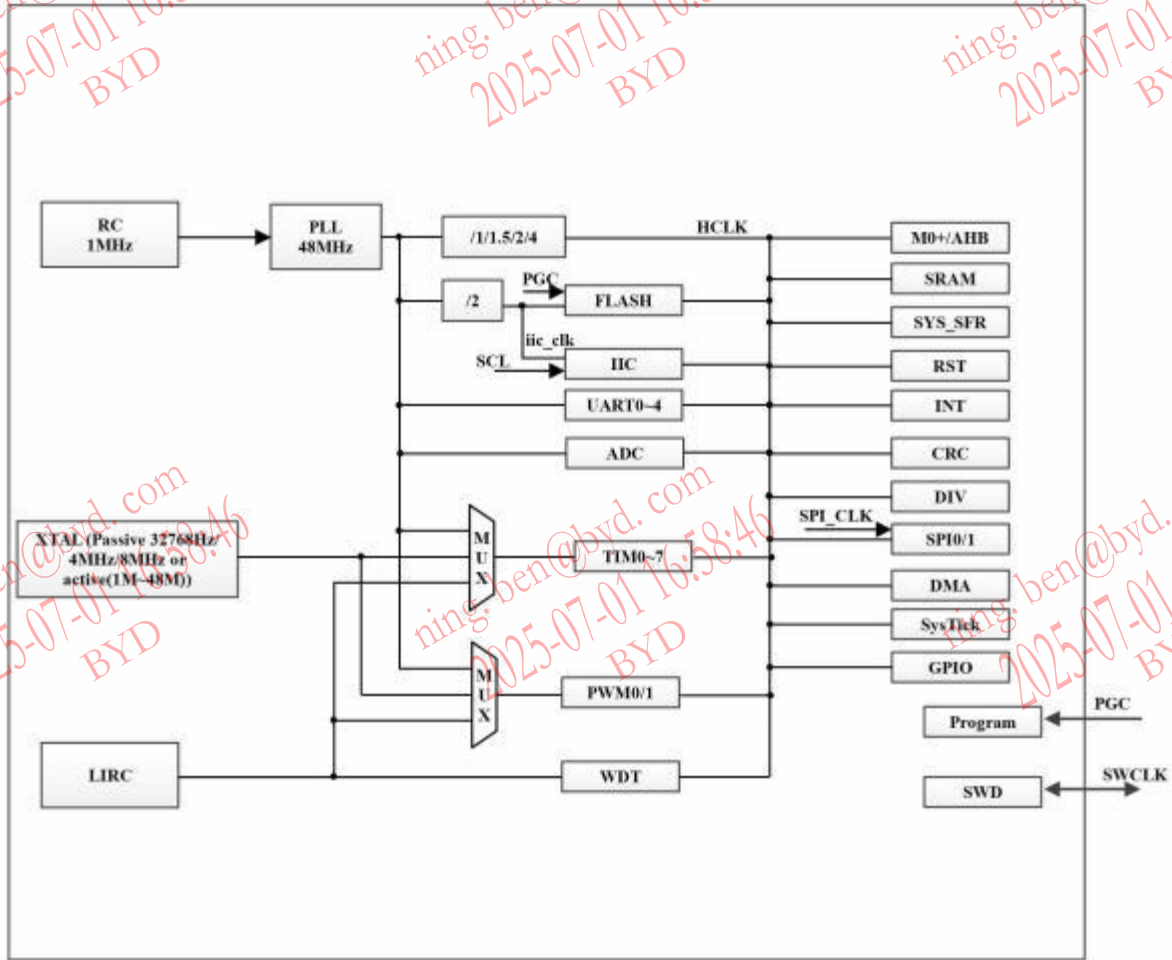 ning.ben@byd.com
2025-07-01 16:58:46
BYD
RC
1MHz
PLL
48MHz
/1/1.5/2/4
HCLK
M0+/AHB
SRAM
/2
PGC
FLASH
SYS_SFR
iic_clk
SCL
IIC
RST
UART0~4
INT
ADC
CRC
DIV
SPI_CLK
SPI0/1
XTAL (Passive 32768Hz/
4MHz/8MHz or
active(1M~48M))
MUX
TIM0~7
DMA
SysTick
GPIO
MUX
PWM0/1
PGC
Program
LIRC
WDT
SWCLK
SWD